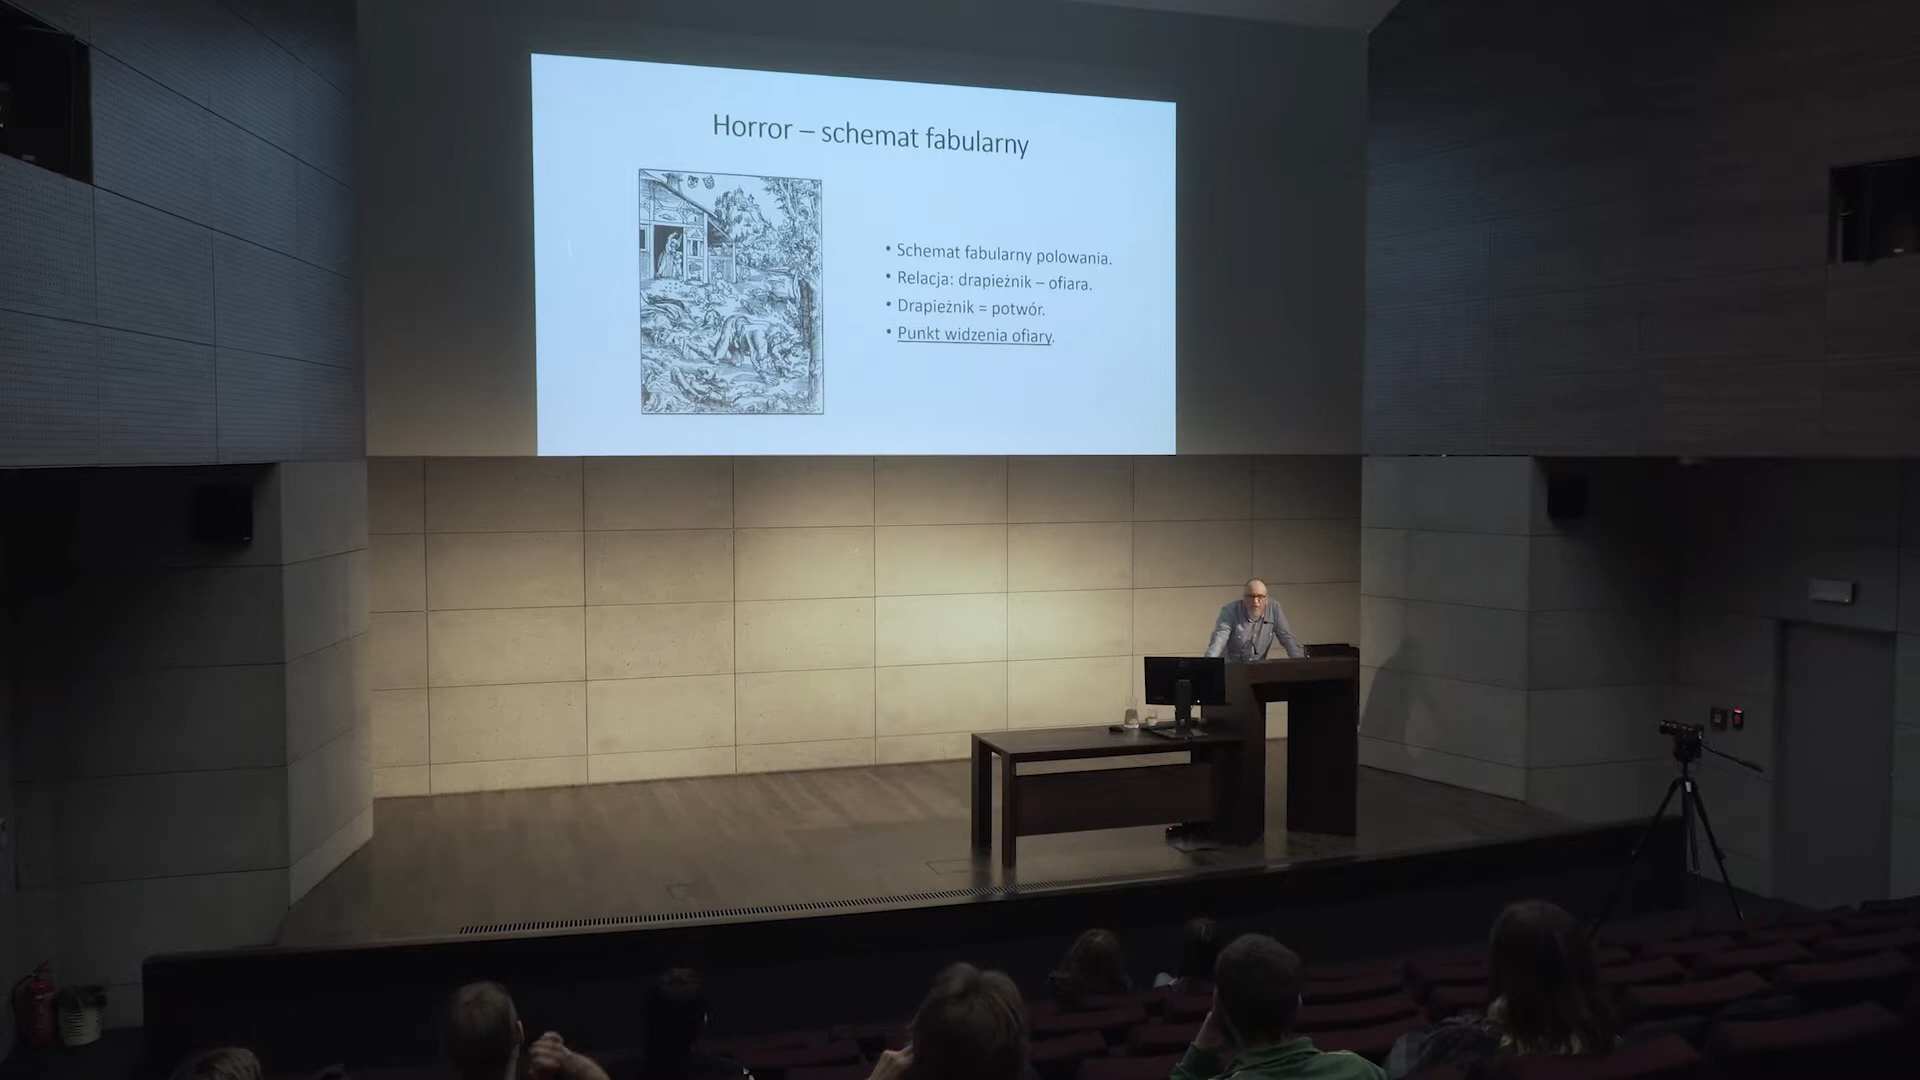 Horror – schemat fabularny
• Schemat fabularny polowania.
• Relacja: drapieżnik – ofiara.
• Drapieżnik = potwór.
• Punkt widzenia ofiary.